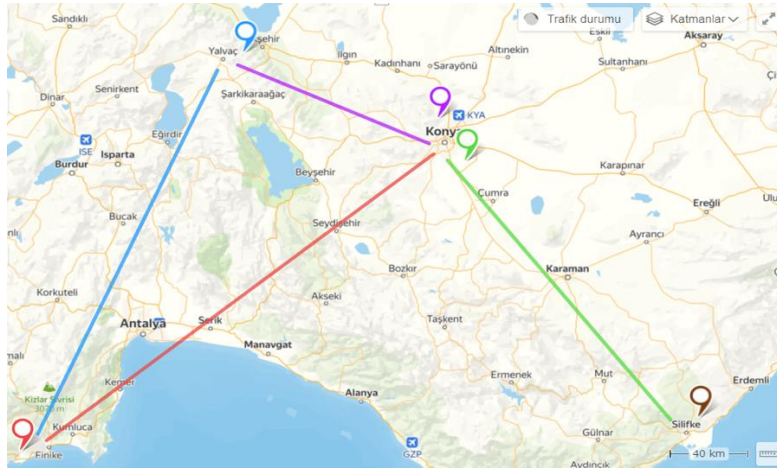 Sandıklı
Trafik durumu
Katmanlar
Yalvaç
Ilgın
Kadınhanı
Sarayönü
Altınekin
Eskil
Sultanhanı
Aksaray
Dinar
Senirkent
Şarkikaraağaç
KYA
Konya
ISE
Eğirdir
Burdur
Isparta
Beyşehir
Karapınar
Çumra
Ereğli
Ulu
Bucak
Seydişehir
Ayrancı
Korkuteli
Bozkır
Karaman
Akseki
Antalya
Serik
Taşkent
Manavgat
Kemer
Kızlar Sivrisi
Ermenek
Mut
Erdemli
Alanya
Kumluca
Finike
GZP
Gülnar
Silifke
Aydıncık
40 km